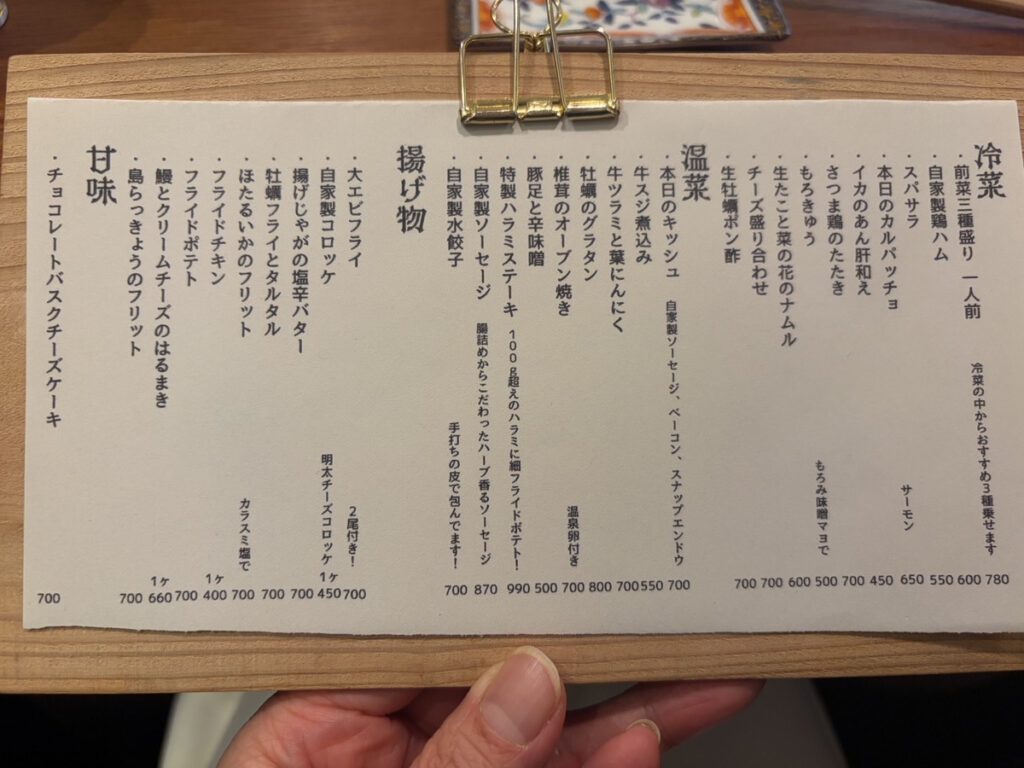 冷菜
・前菜三種盛り 一人前 冷菜の中からおすすめ3種乗せます 780
・自家製鶏ハム 600
・スパサラ 550
・本日のカルパッチョ サーモン 650
・イカのあん肝和え 450
・さつま鶏のたたき 700
・もろきゅう もろみ味噌マヨで 500
・生たこと菜の花のナムル 600
・チーズ盛り合わせ 700
・生牡蠣ポン酢 700
温菜
・本日のキッシュ 自家製ソーセージ、ベーコン、スナップエンドウ 700
・牛スジ煮込み 550
・牛ツラミと葉にんにく 700
・牡蠣のグラタン 800
・椎茸のオーブン焼き 温泉卵付き 700
・豚足と辛味噌 500
・特製ハラミステーキ 100g超えのハラミに細フライドポテト! 990
・自家製ソーセージ 腸詰めからこだわったハーブ香るソーセージ 870
・自家製水餃子 手打ちの皮で包んでます! 700
揚げ物
・大エビフライ 2尾付き! 700
・自家製コロッケ 明太チーズコロッケ 1ヶ 450
・揚げじゃがの塩辛バター 700
・牡蠣フライとタルタル 700
・ほたるいかのフリット カラスミ塩で 700
・フライドチキン 1ヶ 400
・フライドポテト 700
・鰻とクリームチーズのはるまき 1ヶ 660
・島らっきょうのフリット 700
甘味
・チョコレートバスクチーズケーキ 700